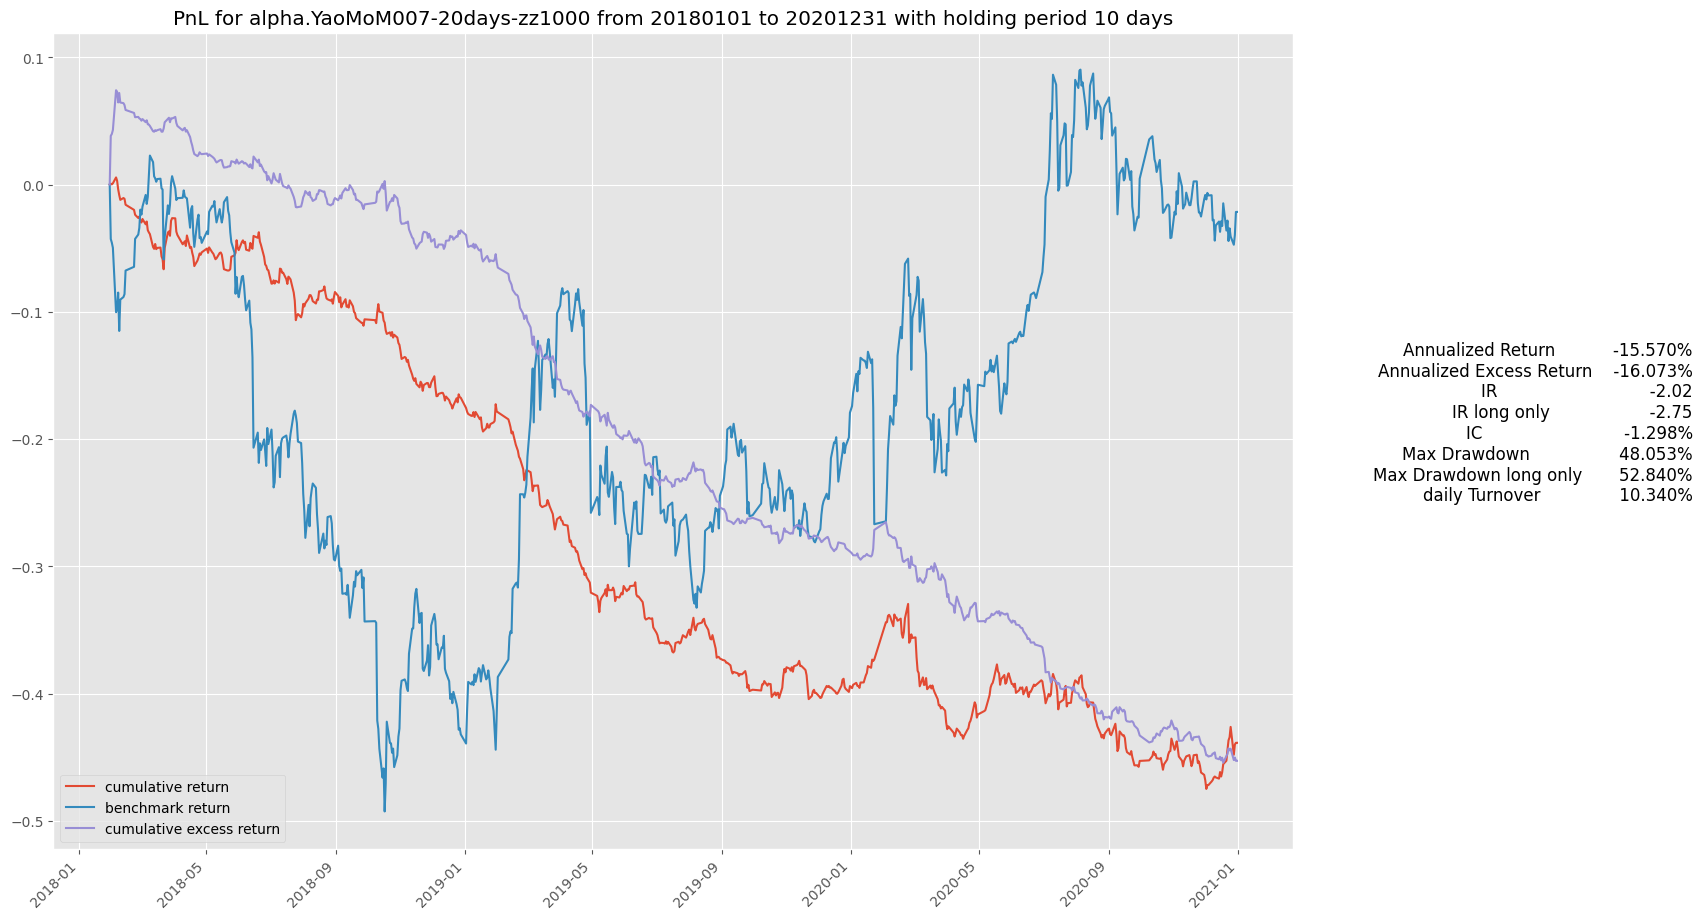 PnL for alpha.YaoMoM007-20days-zz1000 from 20180101 to 20201231 with holding period 10 days
0.1
0.0
−0.1
−0.2
−0.3
−0.4
−0.5
cumulative return
benchmark return
cumulative excess return
2018-01
2018-05
2018-09
2019-01
2019-05
2019-09
2020-01
2020-05
2020-09
2021-01
Annualized Return -15.570%
Annualized Excess Return -16.073%
IR -2.02
IR long only -2.75
IC -1.298%
Max Drawdown 48.053%
Max Drawdown long only 52.840%
daily Turnover 10.340%